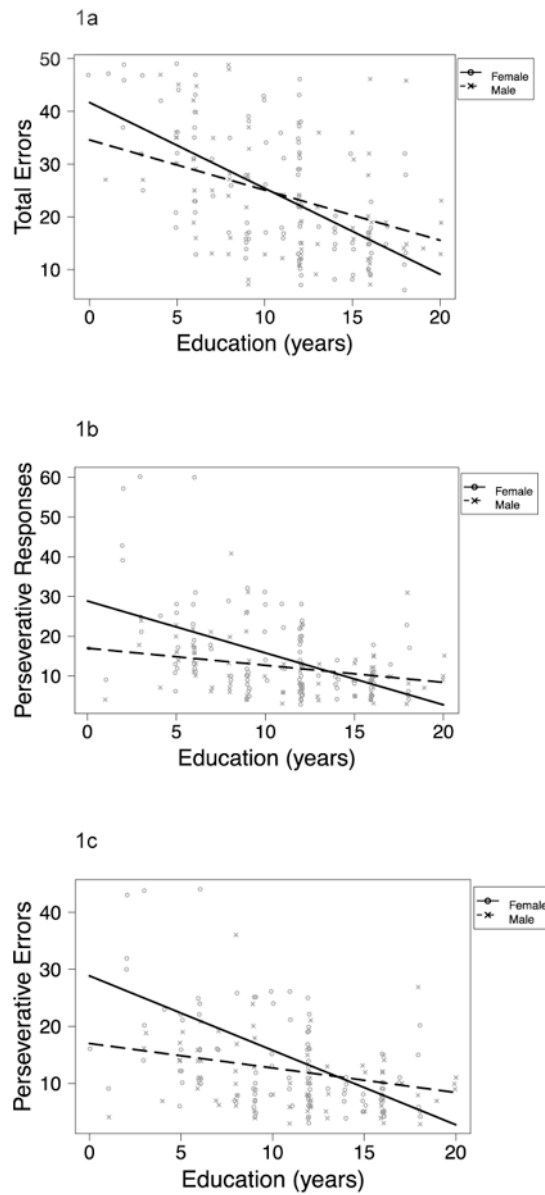 1a
50
40
30
20
10
Total Errors
0 5 10 15 20
Education (years)
Female
Male
1b
60
50
40
30
20
10
Perseverative Responses
0 5 10 15 20
Education (years)
Female
Male
1c
40
30
20
10
Perseverative Errors
0 5 10 15 20
Education (years)
Female
Male